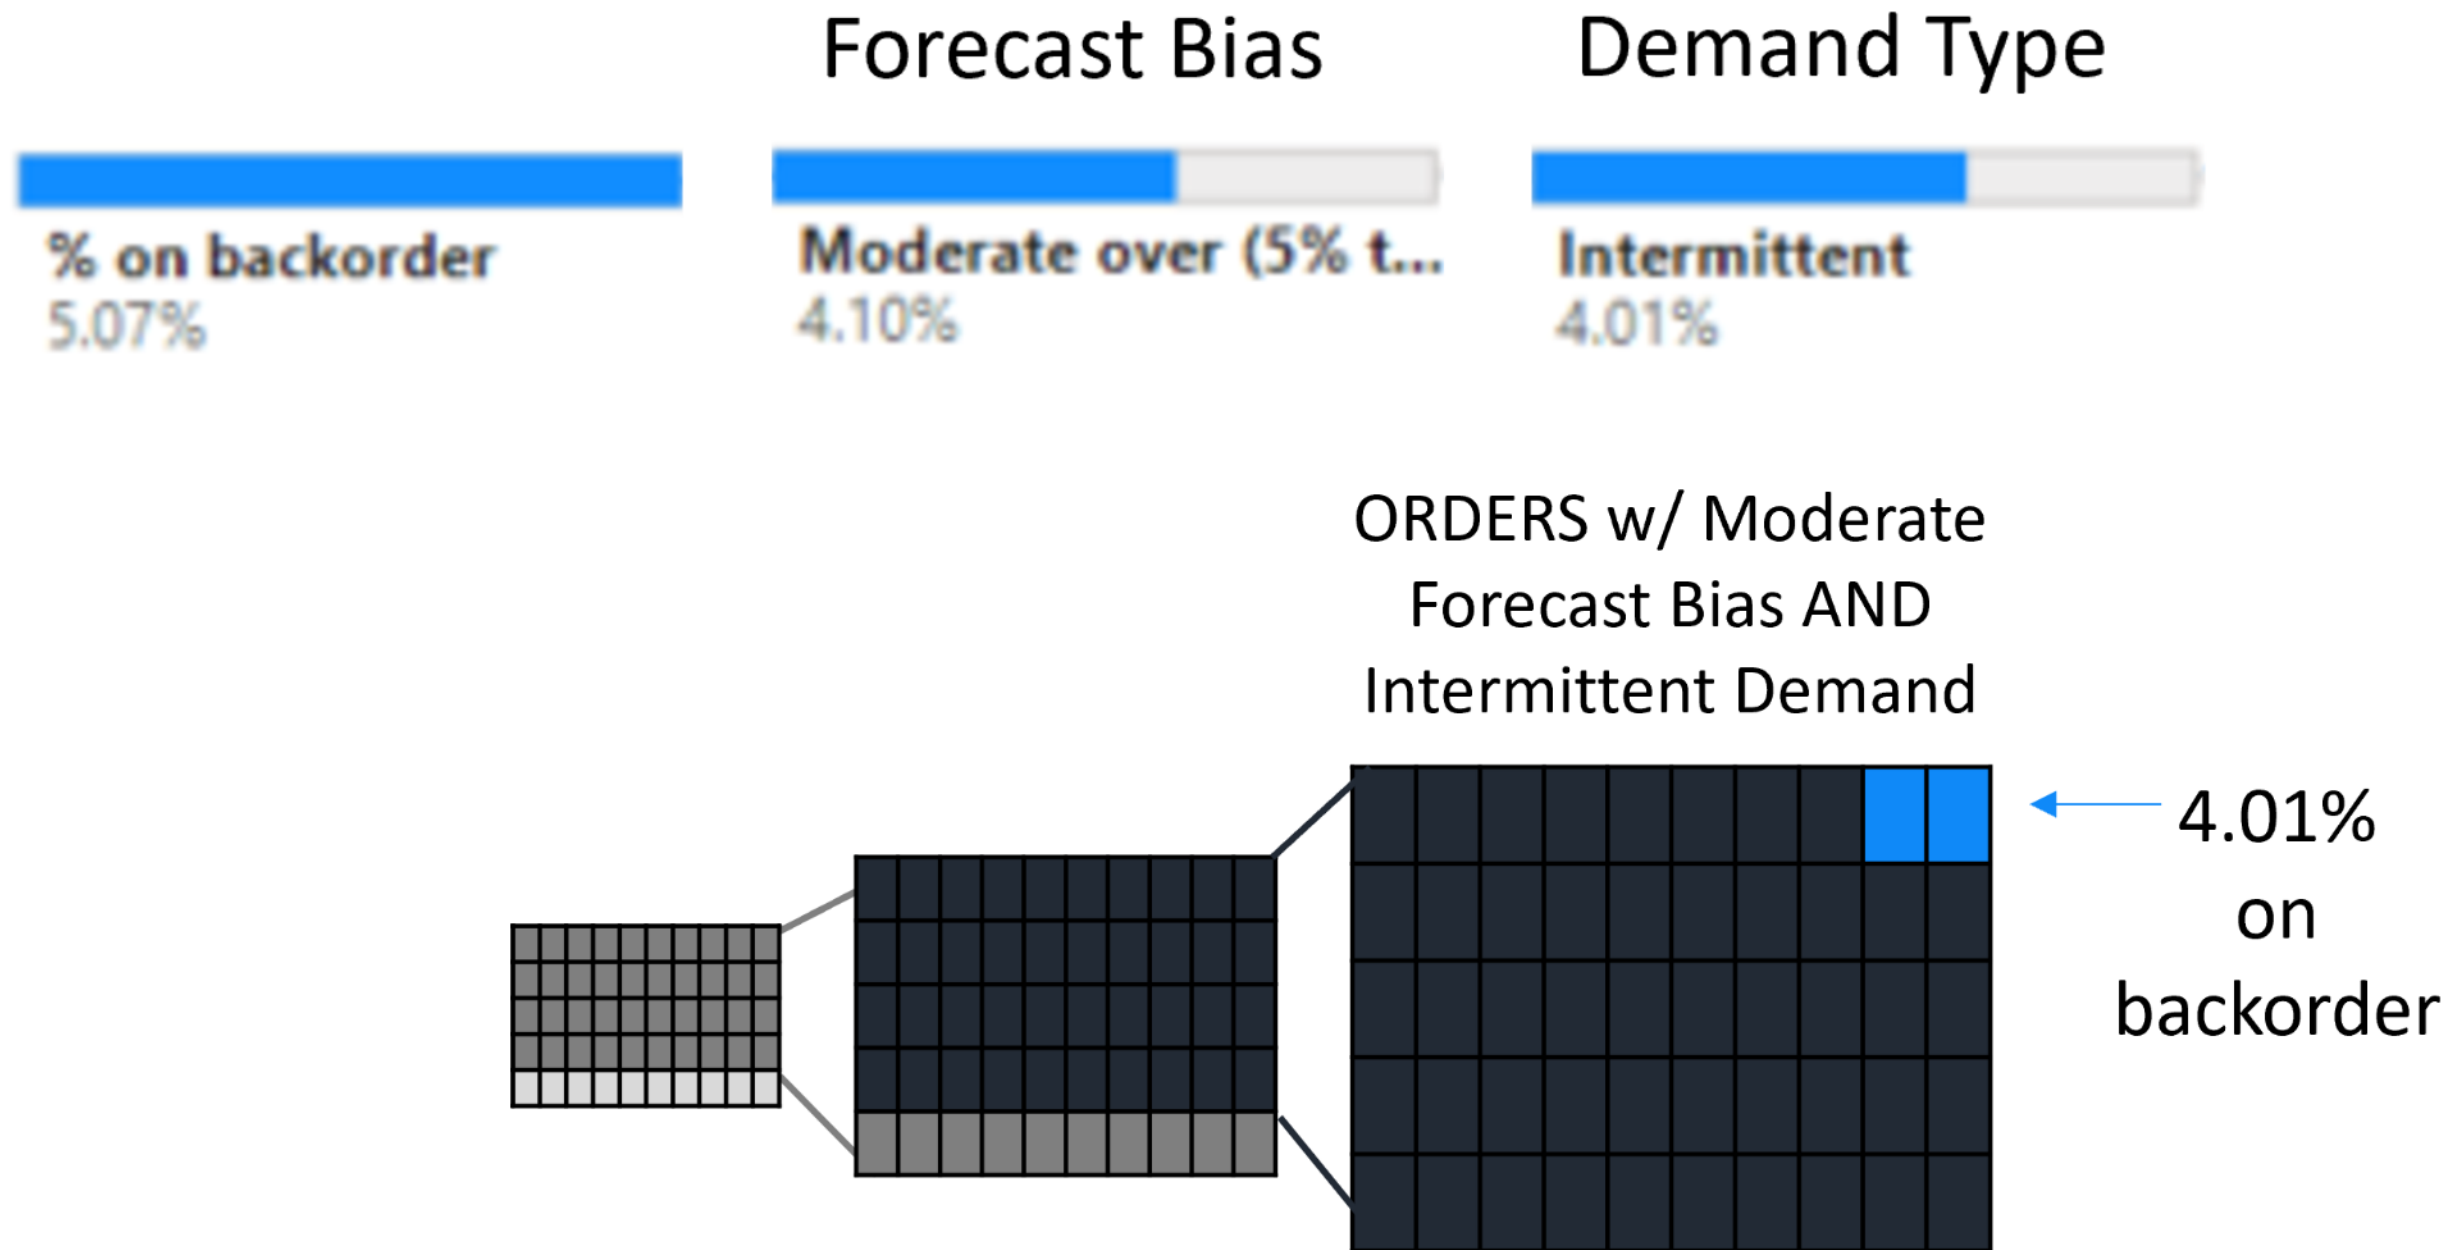 Forecast Bias
Demand Type
% on backorder
5.07%
Moderate over (5% t...
4.10%
Intermittent
4.01%
ORDERS w/ Moderate
Forecast Bias AND
Intermittent Demand
4.01%
on
backorder